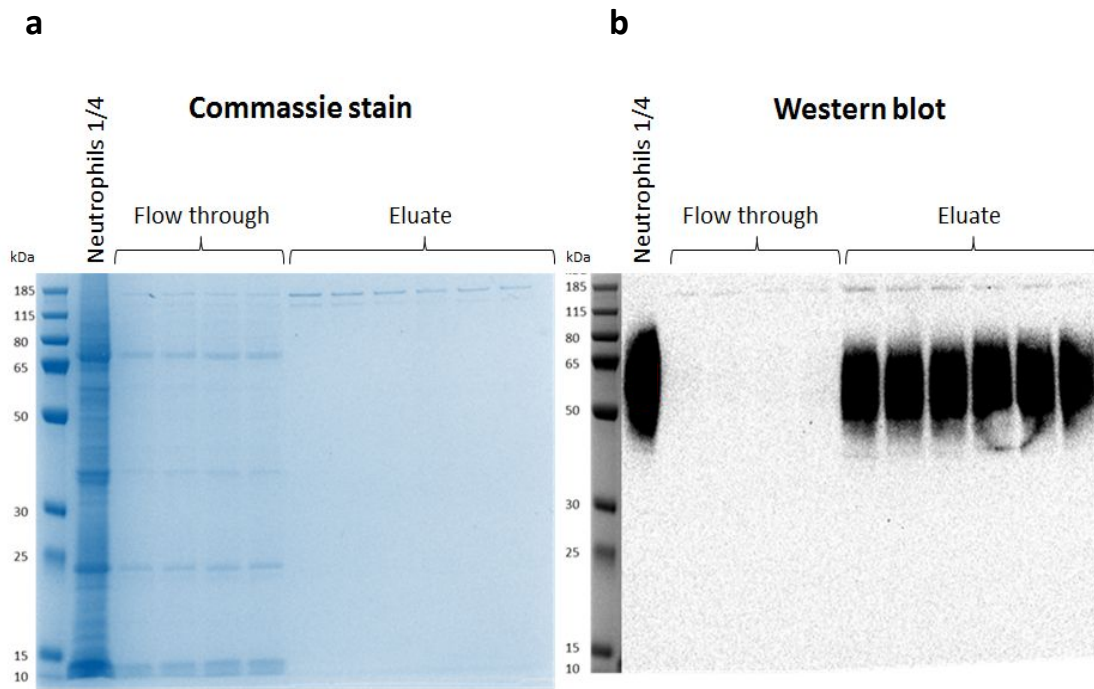 a
Commassie stain
Neutrophils 1/4
Flow through
Eluate
kDa
185
115
80
65
50
30
25
15
10
b
Western blot
Neutrophils 1/4
Flow through
Eluate
kDa
185
115
80
65
50
30
25
15
10